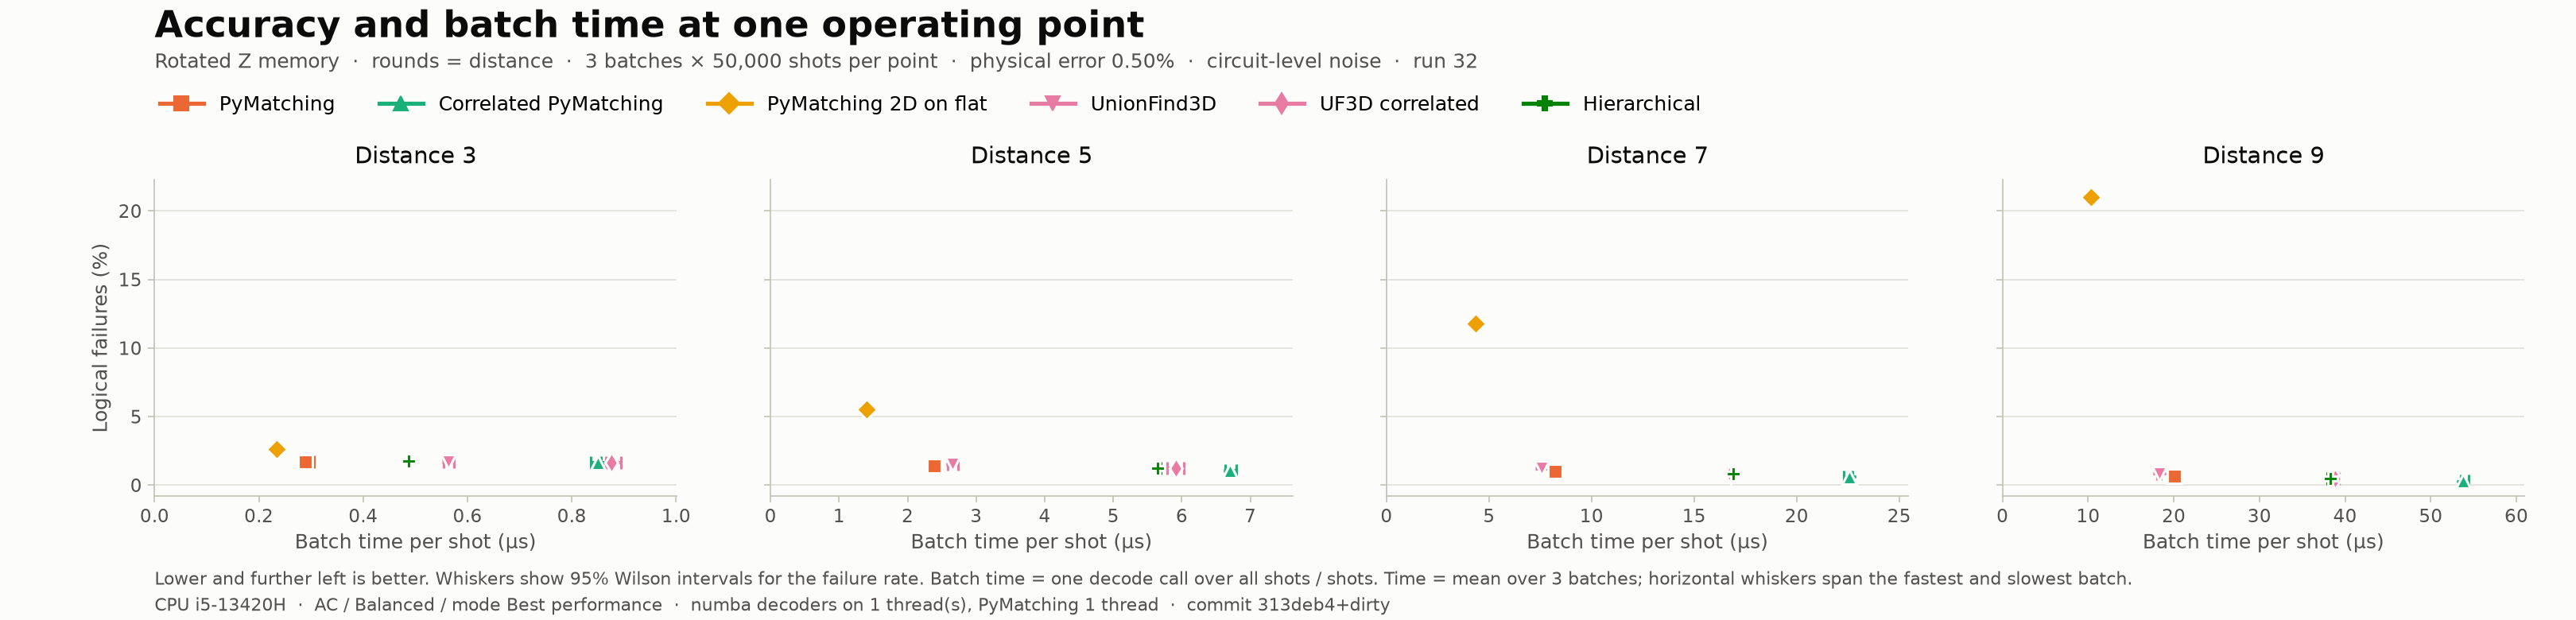 Accuracy and batch time at one operating point
Rotated Z memory · rounds = distance · 3 batches × 50,000 shots per point · physical error 0.50% · circuit-level noise · run 32
PyMatching Correlated PyMatching PyMatching 2D on flat UnionFind3D UF3D correlated Hierarchical
Distance 3 Distance 5 Distance 7 Distance 9
Logical failures (%)
20
15
10
5
0
0.0 0.2 0.4 0.6 0.8 1.0 0 1 2 3 4 5 6 7 0 5 10 15 20 25 0 10 20 30 40 50 60
Batch time per shot (µs) Batch time per shot (µs) Batch time per shot (µs) Batch time per shot (µs)
Lower and further left is better. Whiskers show 95% Wilson intervals for the failure rate. Batch time = one decode call over all shots / shots. Time = mean over 3 batches; horizontal whiskers span the fastest and slowest batch.
CPU i5-13420H · AC / Balanced / mode Best performance · numba decoders on 1 thread(s), PyMatching 1 thread · commit 313deb4+dirty